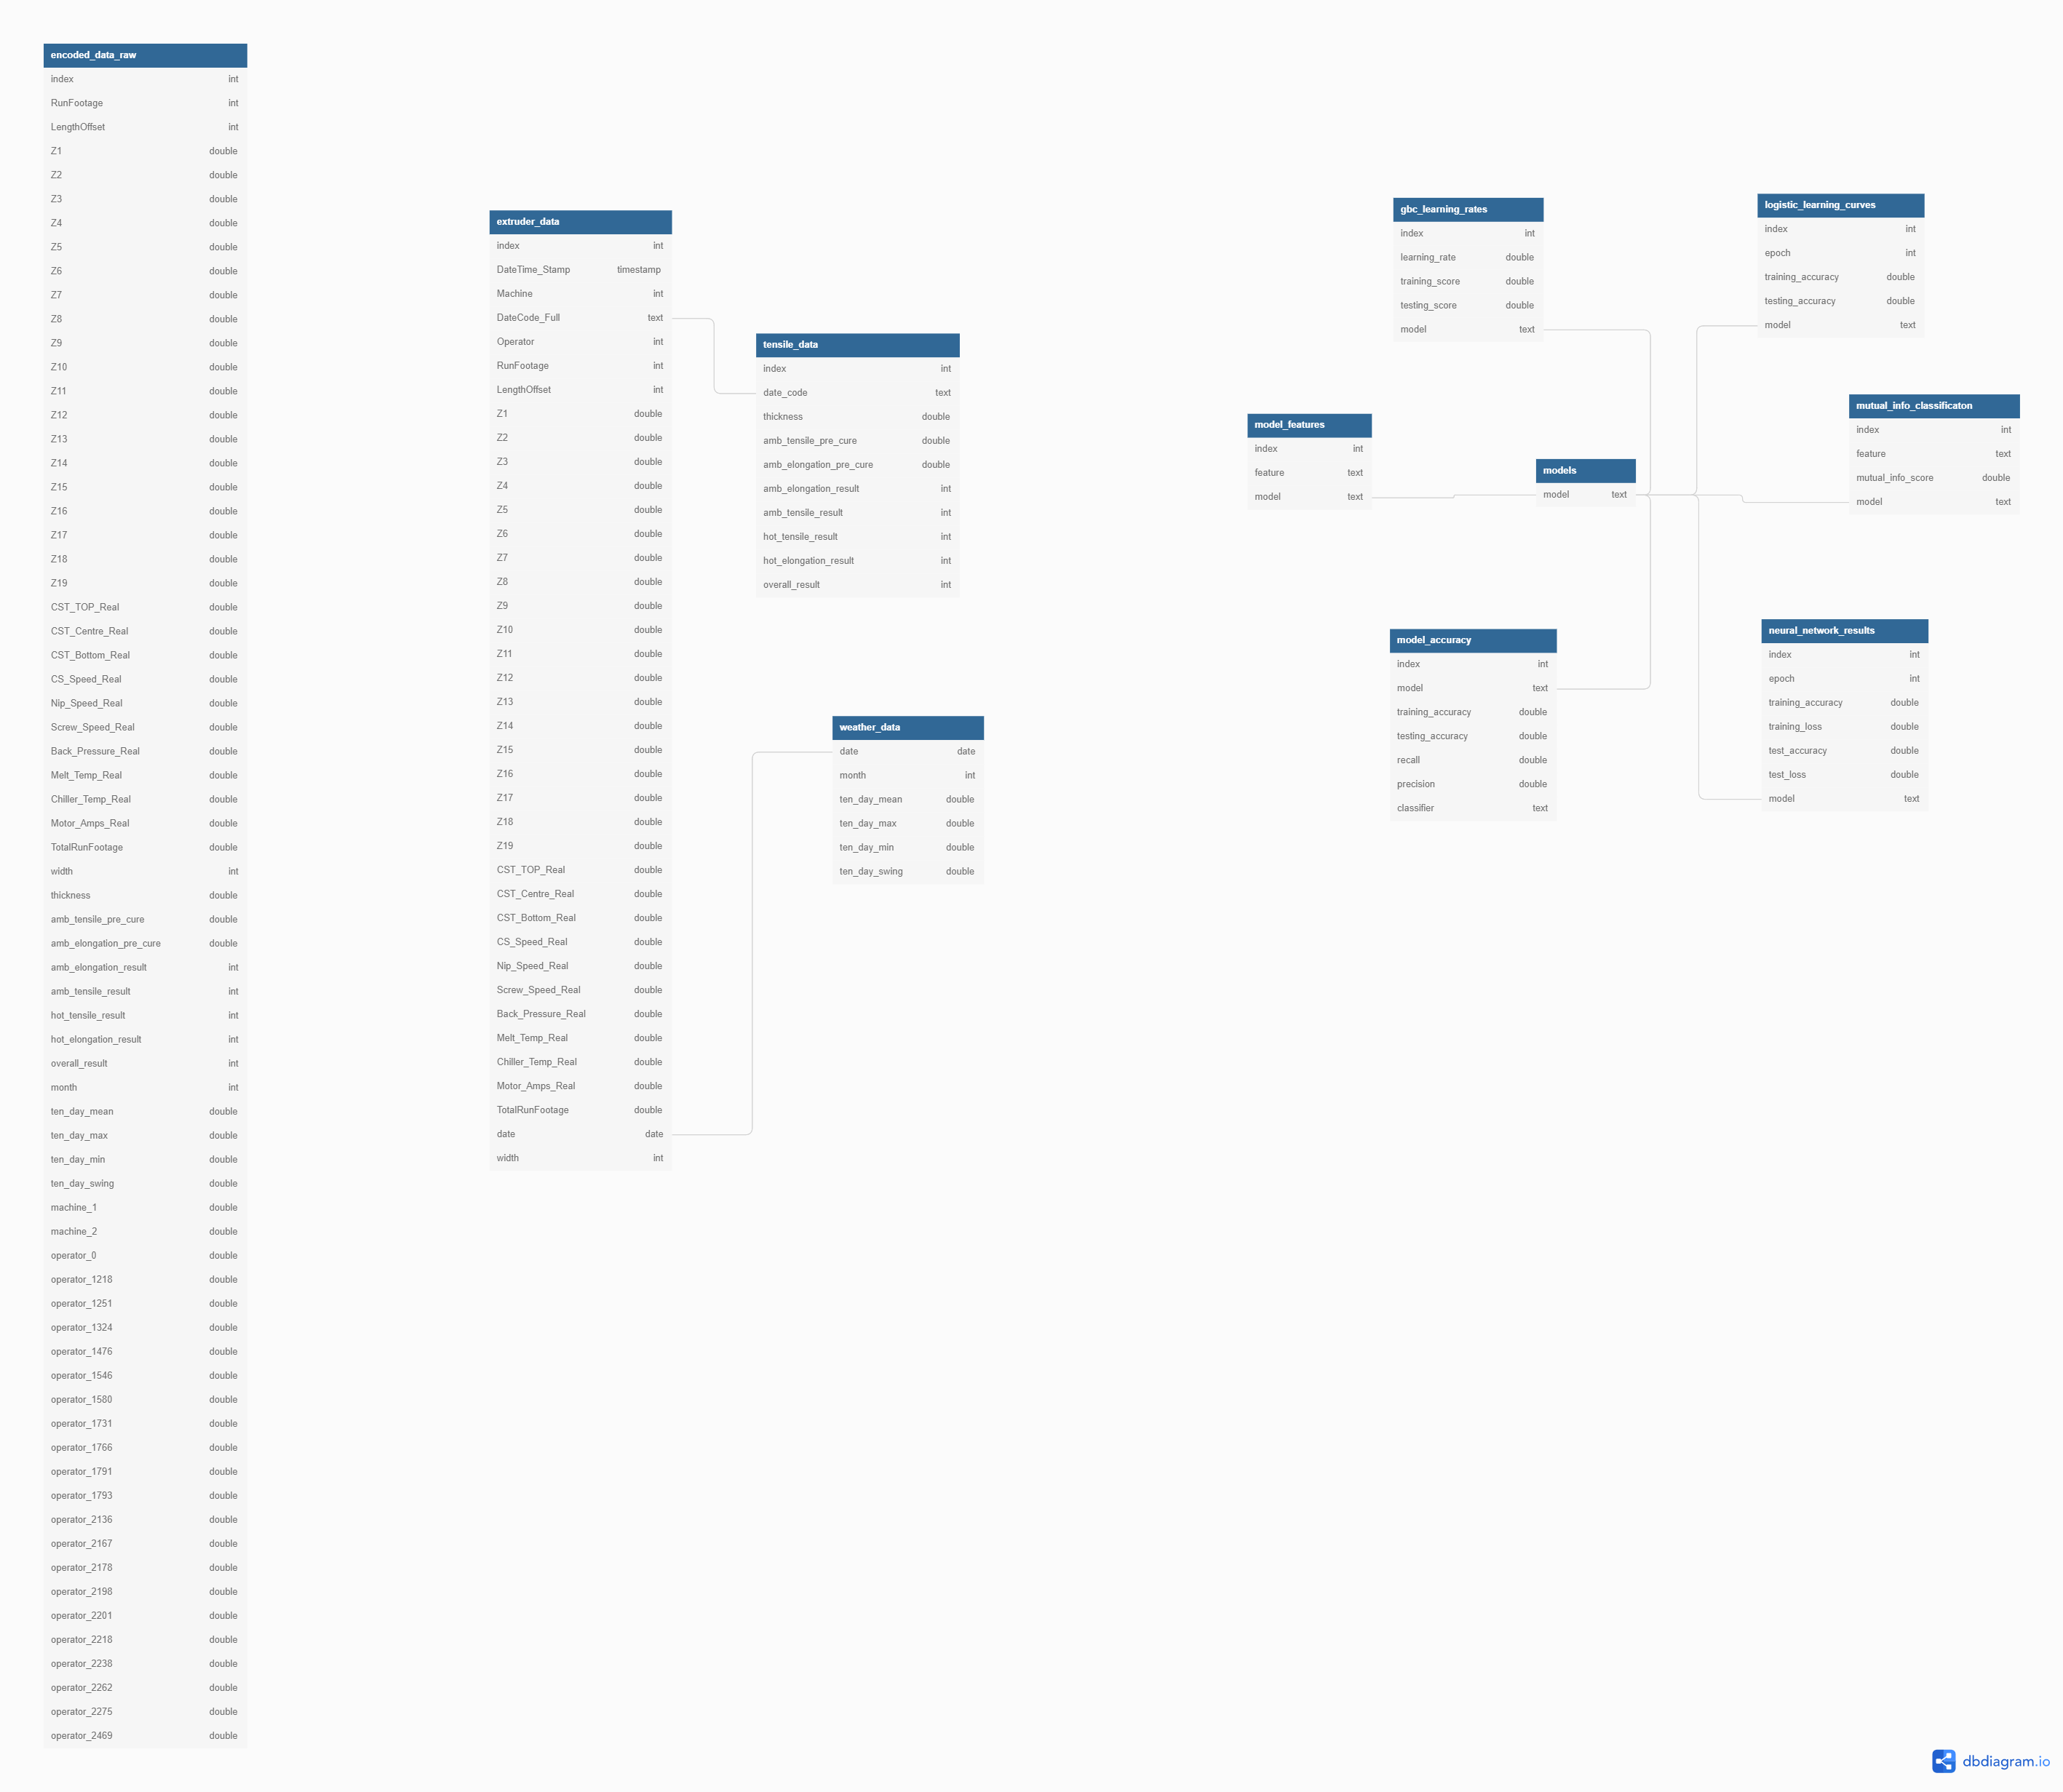 encoded_data_raw
index int
RunFootage int
LengthOffset int
Z1 double
Z2 double
Z3 double
Z4 double
Z5 double
Z6 double
Z7 double
Z8 double
Z9 double
Z10 double
Z11 double
Z12 double
Z13 double
Z14 double
Z15 double
Z16 double
Z17 double
Z18 double
Z19 double
CST_TOP_Real double
CST_Centre_Real double
CST_Bottom_Real double
CS_Speed_Real double
Nip_Speed_Real double
Screw_Speed_Real double
Back_Pressure_Real double
Melt_Temp_Real double
Chiller_Temp_Real double
Motor_Amps_Real double
TotalRunFootage double
width int
thickness double
amb_tensile_pre_cure double
amb_elongation_pre_cure double
amb_elongation_result int
amb_tensile_result int
hot_tensile_result int
hot_elongation_result int
overall_result int
month int
ten_day_mean double
ten_day_max double
ten_day_min double
ten_day_swing double
machine_1 double
machine_2 double
operator_0 double
operator_1218 double
operator_1251 double
operator_1324 double
operator_1476 double
operator_1546 double
operator_1580 double
operator_1731 double
operator_1766 double
operator_1791 double
operator_1793 double
operator_2136 double
operator_2167 double
operator_2178 double
operator_2198 double
operator_2201 double
operator_2218 double
operator_2238 double
operator_2262 double
operator_2275 double
operator_2469 double
extruder_data
index int
DateTime_Stamp timestamp
Machine int
DateCode_Full text
Operator int
RunFootage int
LengthOffset int
Z1 double
Z2 double
Z3 double
Z4 double
Z5 double
Z6 double
Z7 double
Z8 double
Z9 double
Z10 double
Z11 double
Z12 double
Z13 double
Z14 double
Z15 double
Z16 double
Z17 double
Z18 double
Z19 double
CST_TOP_Real double
CST_Centre_Real double
CST_Bottom_Real double
CS_Speed_Real double
Nip_Speed_Real double
Screw_Speed_Real double
Back_Pressure_Real double
Melt_Temp_Real double
Chiller_Temp_Real double
Motor_Amps_Real double
TotalRunFootage double
date date
width int
tensile_data
index int
date_code text
thickness double
amb_tensile_pre_cure double
amb_elongation_pre_cure double
amb_elongation_result int
amb_tensile_result int
hot_tensile_result int
hot_elongation_result int
overall_result int
weather_data
date date
month int
ten_day_mean double
ten_day_max double
ten_day_min double
ten_day_swing double
model_features
index int
feature text
model text
gbc_learning_rates
index int
learning_rate double
training_score double
testing_score double
model text
models
model text
model_accuracy
index int
model text
training_accuracy double
testing_accuracy double
recall double
precision double
classifier text
logistic_learning_curves
index int
epoch int
training_accuracy double
testing_accuracy double
model text
mutual_info_classificaton
index int
feature text
mutual_info_score double
model text
neural_network_results
index int
epoch int
training_accuracy double
training_loss double
test_accuracy double
test_loss double
model text
dbdiagram.io